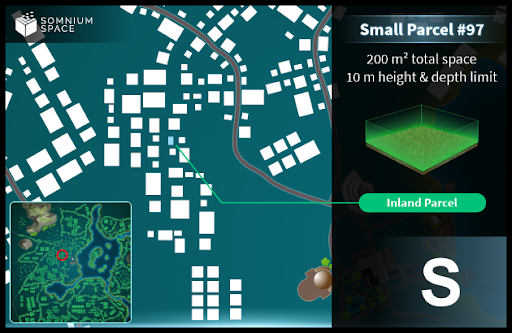 SOMNIUM
SPACE
Small Parcel #97
200 m² total space
10 m height & depth limit
Inland Parcel
S